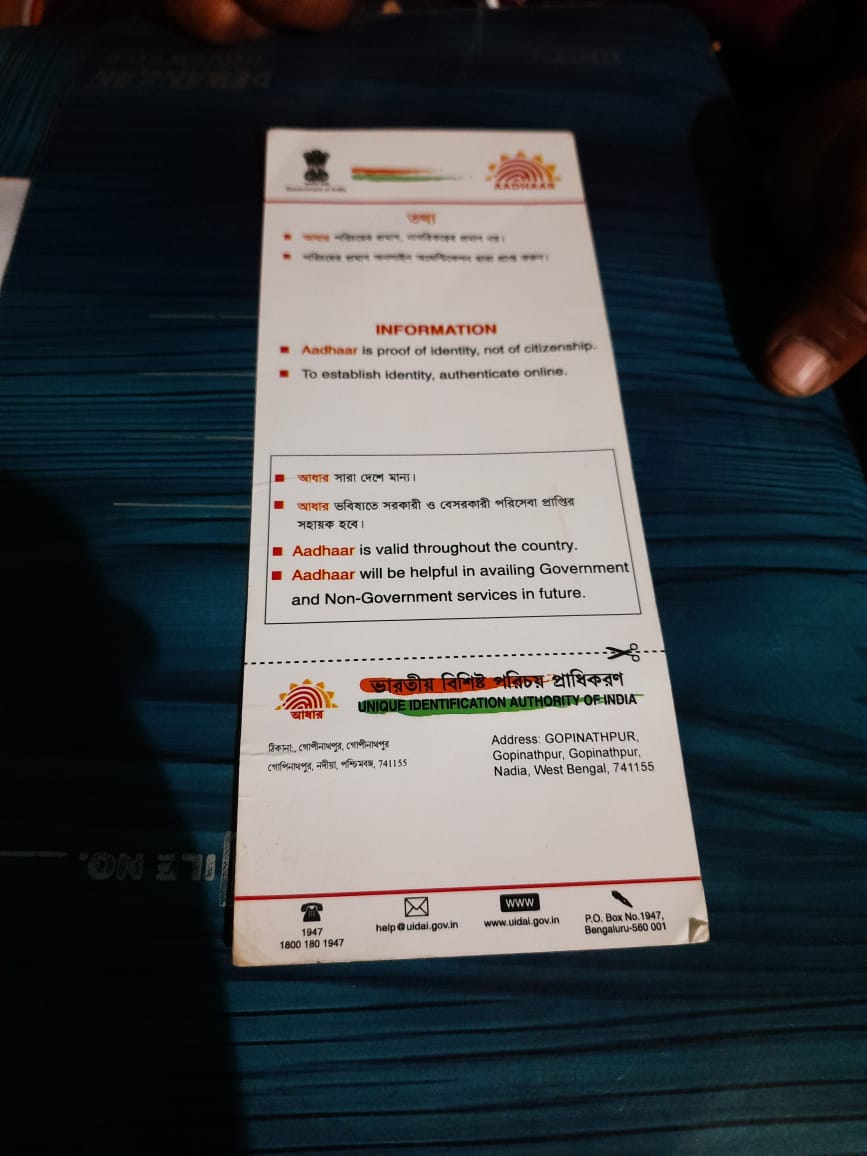 Government of India
AADHAAR
তথ্য
আধার পরিচয়ের প্রমাণ, নাগরিকত্বের প্রমাণ নয়।
পরিচয়ের প্রমাণ অনলাইন অথেন্টিকেশন দ্বারা প্রাপ্ত করুন।
INFORMATION
Aadhaar is proof of identity, not of citizenship.
To establish identity, authenticate online.
আধার সারা দেশে মান্য।
আধার ভবিষ্যতে সরকারী ও বেসরকারী পরিসেবা প্রাপ্তির
সহায়ক হবে।
Aadhaar is valid throughout the country.
Aadhaar will be helpful in availing Government
and Non-Government services in future.
ভারতীয় বিশিষ্ট পরিচয় প্রাধিকরণ
UNIQUE IDENTIFICATION AUTHORITY OF INDIA
আধার
ঠিকানা:, গোপীনাথপুর, গোপীনাথপুর
গোপিনাথপুর, নদীয়া, পশ্চিমবঙ্গ, 741155
Address: GOPINATHPUR,
Gopinathpur, Gopinathpur,
Nadia, West Bengal, 741155
1947
1800 180 1947
help@uidai.gov.in
WWW
www.uidai.gov.in
P.O. Box No.1947,
Bengaluru-560 001
ILE NO.